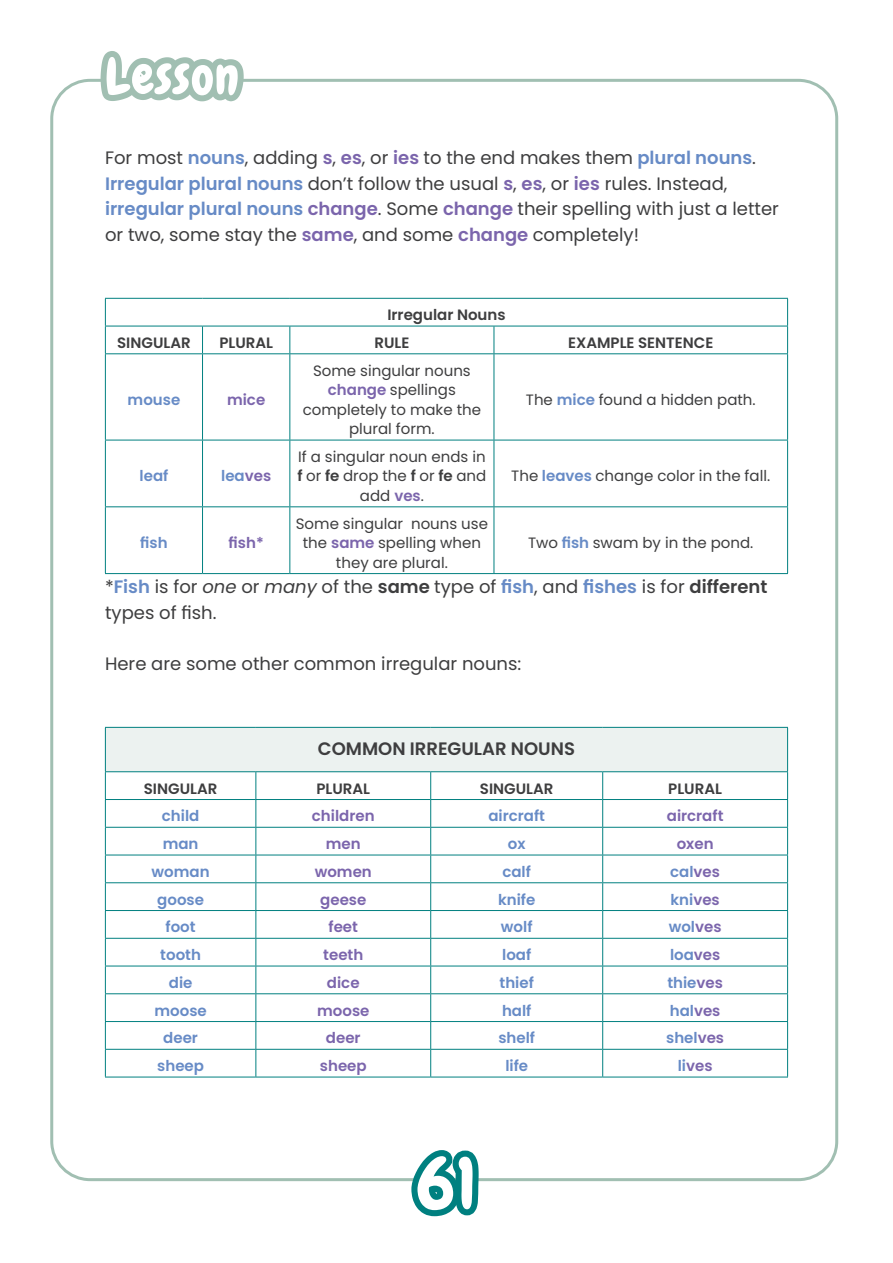 Lesson
For most nouns, adding s, es, or ies to the end makes them plural nouns.
Irregular plural nouns don’t follow the usual s, es, or ies rules. Instead,
irregular plural nouns change. Some change their spelling with just a letter
or two, some stay the same, and some change completely!
Irregular Nouns
SINGULAR PLURAL RULE EXAMPLE SENTENCE
mouse mice Some singular nouns
change spellings
completely to make the
plural form. The mice found a hidden path.
leaf leaves If a singular noun ends in
f or fe drop the f or fe and
add ves. The leaves change color in the fall.
fish fish* Some singular nouns use
the same spelling when
they are plural. Two fish swam by in the pond.
*Fish is for one or many of the same type of fish, and fishes is for different
types of fish.
Here are some other common irregular nouns:
COMMON IRREGULAR NOUNS
SINGULAR PLURAL SINGULAR PLURAL
child children aircraft aircraft
man men ox oxen
woman women calf calves
goose geese knife knives
foot feet wolf wolves
tooth teeth loaf loaves
die dice thief thieves
moose moose half halves
deer deer shelf shelves
sheep sheep life lives
61